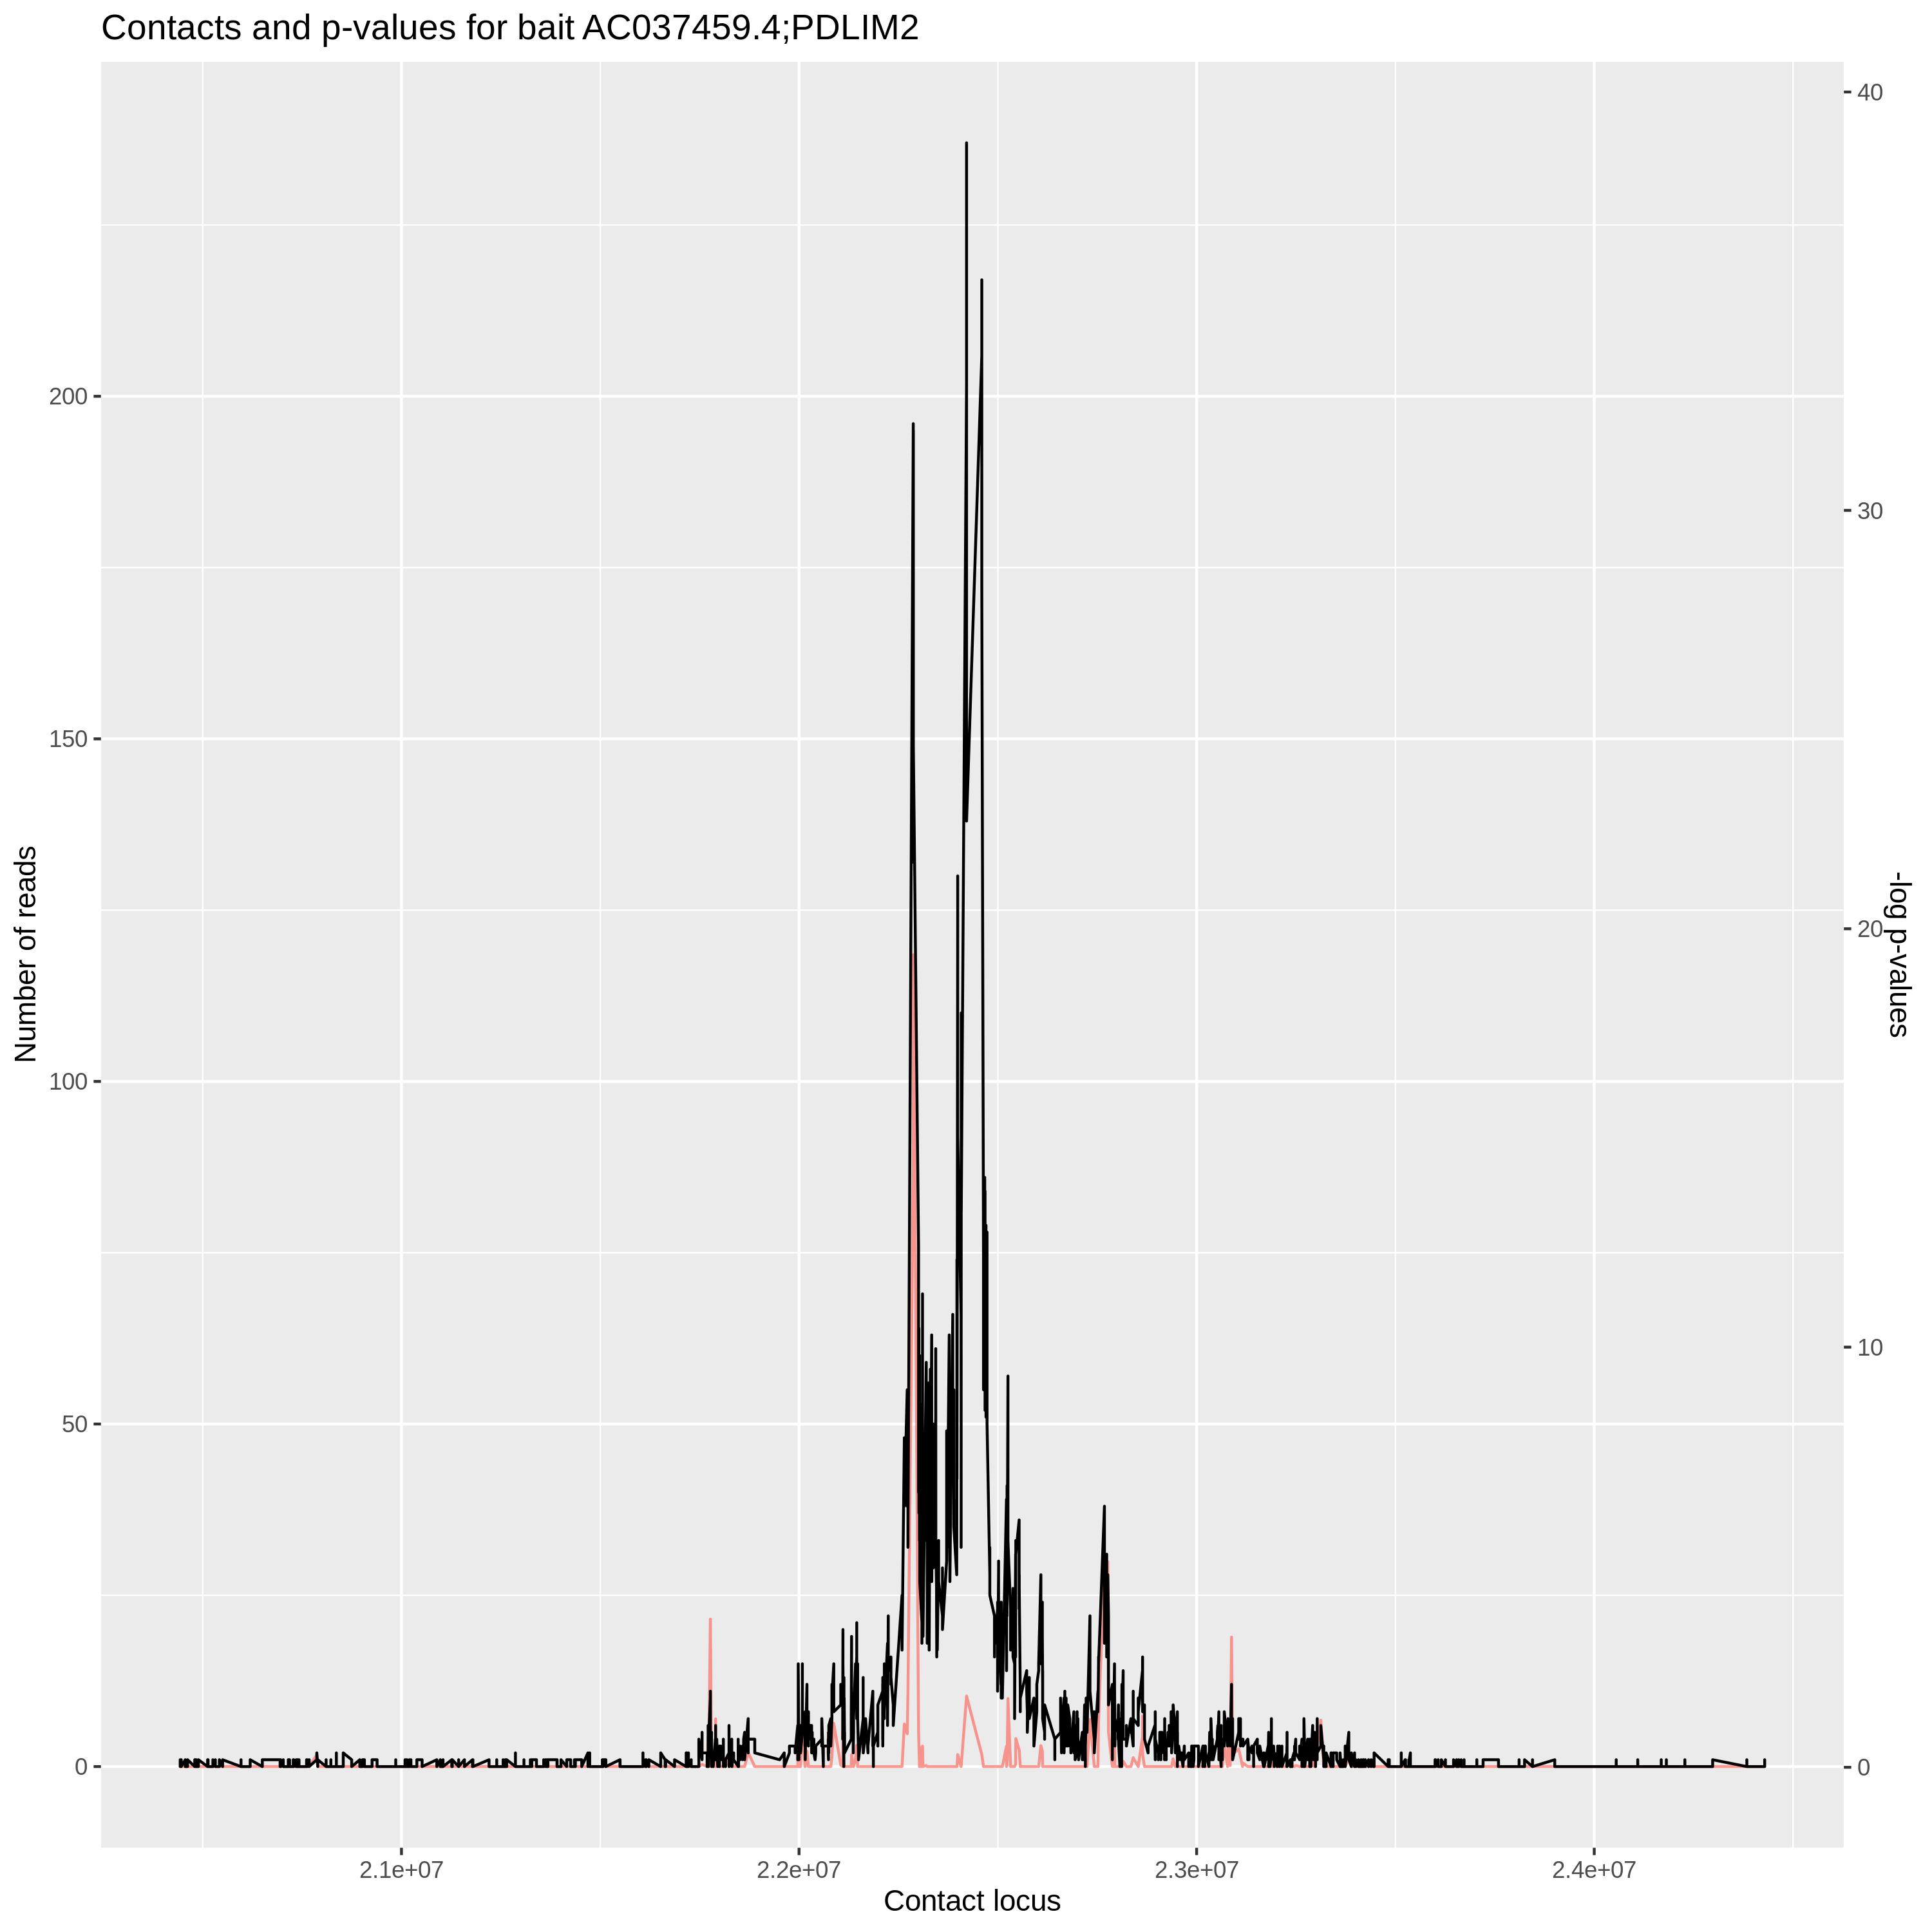 Contacts and p-values for bait AC037459.4;PDLIM2
Number of reads
200
150
100
50
0
40
30
20
10
0
-log p-values
2.1e+07 2.2e+07 2.3e+07 2.4e+07
Contact locus